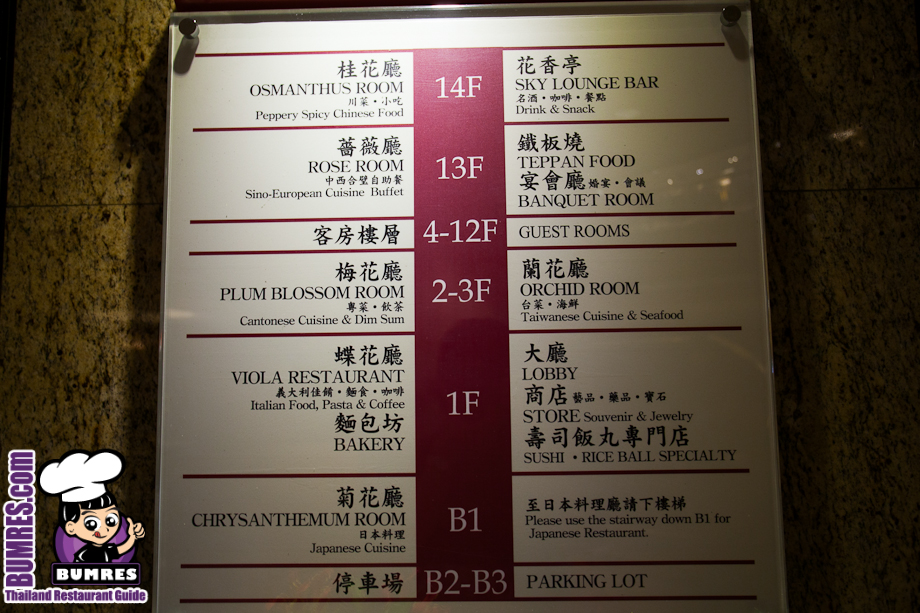 桂花廳
OSMANTHUS ROOM
川菜・小吃
Peppery Spicy Chinese Food
14F
花香亭
SKY LOUNGE BAR
名酒・咖啡・餐點
Drink & Snack
薔薇廳
ROSE ROOM
中西合壁自助餐
Sino-European Cuisine Buffet
13F
鐵板燒
TEPPAN FOOD
宴會廳 婚宴・會議
BANQUET ROOM
客房樓層
4-12F
GUEST ROOMS
梅花廳
PLUM BLOSSOM ROOM
粵菜・飲茶
Cantonese Cuisine & Dim Sum
2-3F
蘭花廳
ORCHID ROOM
台菜・海鮮
Taiwanese Cuisine & Seafood
蝶花廳
VIOLA RESTAURANT
義大利佳餚・麵食・咖啡
Italian Food, Pasta & Coffee
麵包坊
BAKERY
1F
大廳
LOBBY
商店 藝品・藥品・寶石
STORE Souvenir & Jewelry
壽司飯丸專門店
SUSHI・RICE BALL SPECIALTY
菊花廳
CHRYSANTHEMUM ROOM
日本料理
Japanese Cuisine
B1
至日本料理廳請下樓梯
Please use the stairway down B1 for
Japanese Restaurant.
停車場
B2-B3
PARKING LOT
BUMRES.com
BUMRES
Thailand Restaurant Guide